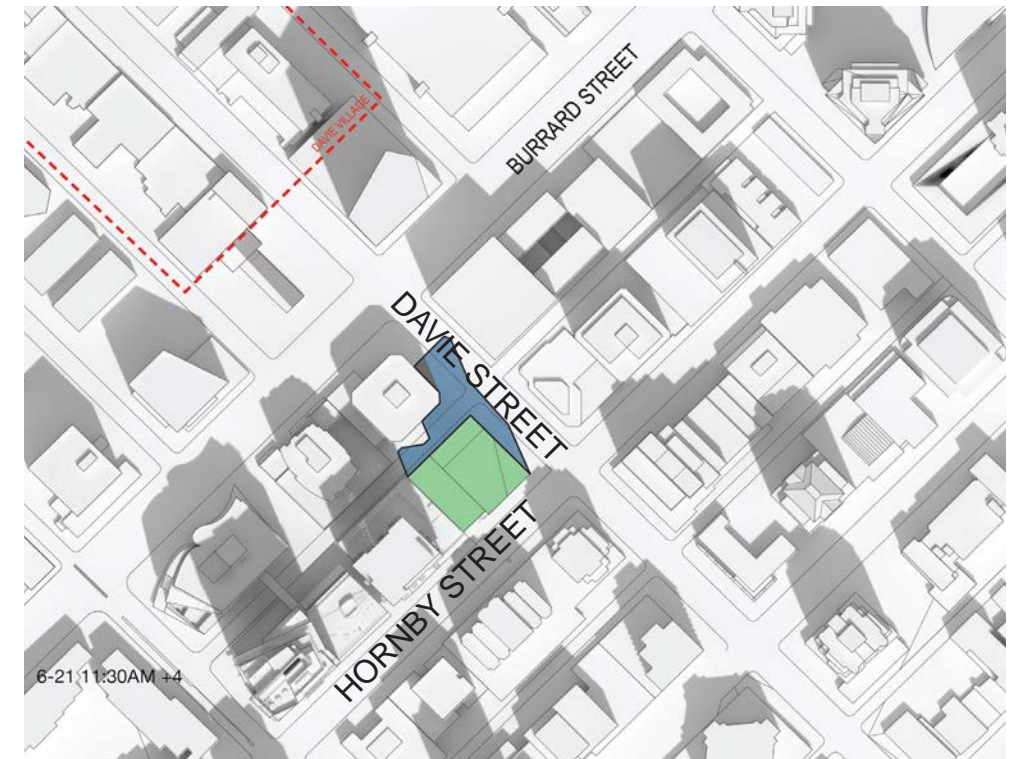 BURRARD STREET
DAVIE VILLAGE
DAVIE STREET
HORNBY STREET
6-21 11:30AM +4